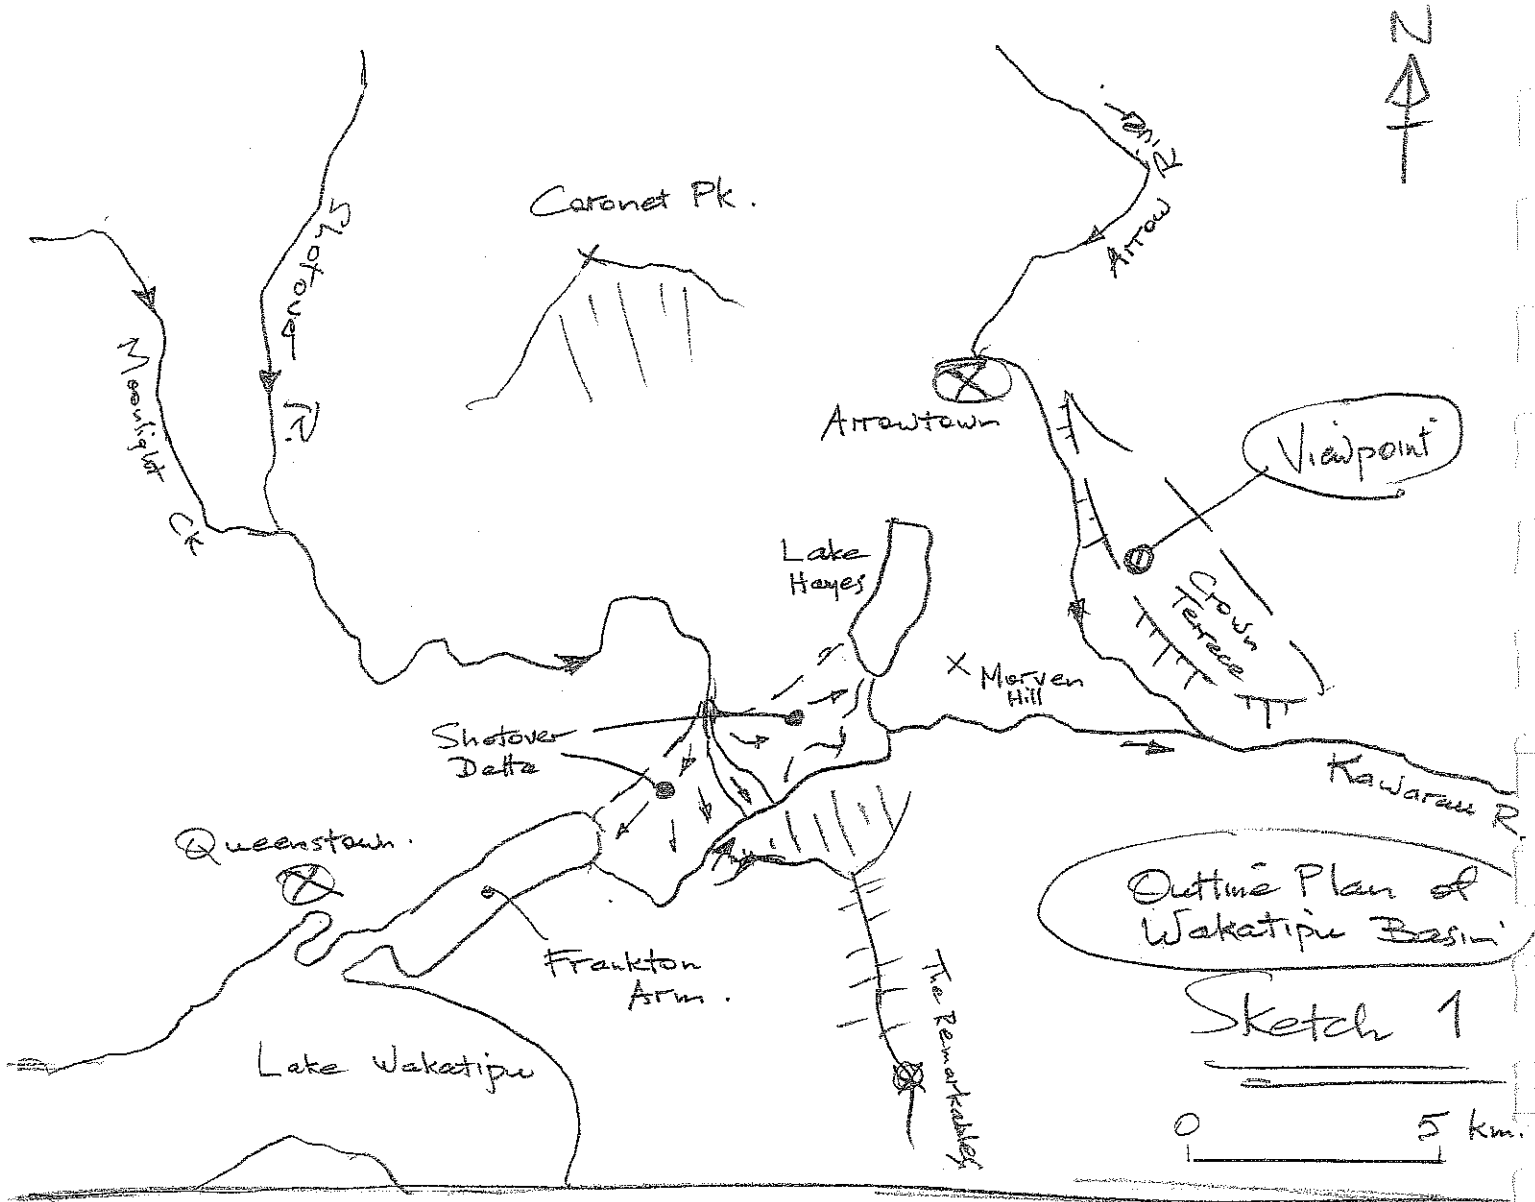 N
Coronet Pk.
Shotover
R.
Arrow
R
Moonlight
Ck
Arrowtown
Viewpoint
Lake
Hayes
Crown
Terrace
x Morven
Hill
Shotover
Delta
Kawarau R.
Queenstown.
Outline Plan of
Wakatipu Basin
Frankton
Arm.
The Remarkables
Sketch 1
Lake Wakatipu
0 5 km.